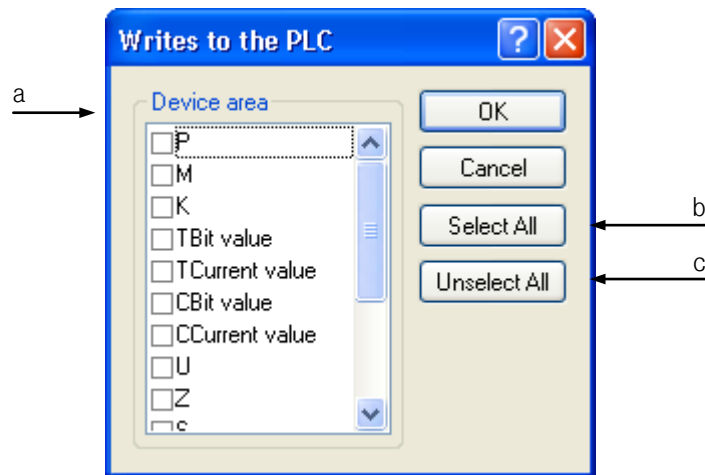 Writes to the PLC
a
Device area
P
M
K
TBit value
TCurrent value
CBit value
CCurrent value
U
Z
OK
Cancel
Select All
b
Unselect All
c